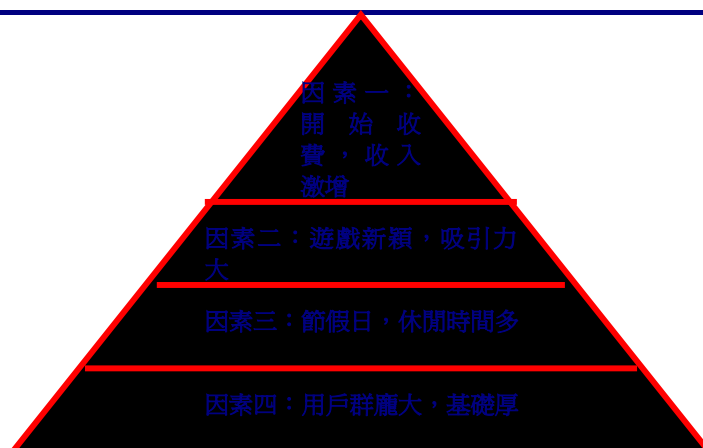 因素一：
開始收
費，收入
激增
因素二：遊戲新穎，吸引力
大
因素三：節假日，休閒時間多
因素四：用戶群龐大，基礎厚